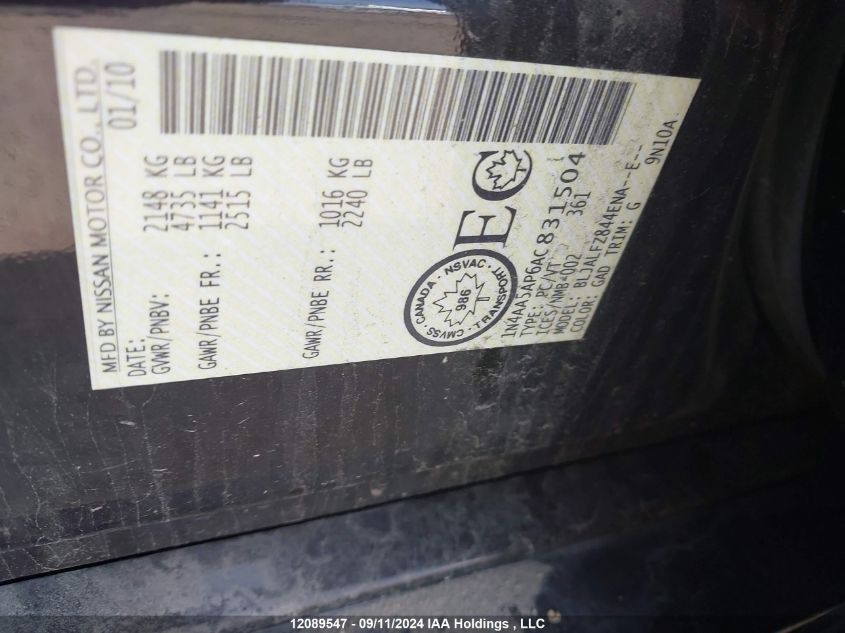 MFD BY NISSAN MOTOR CO., LTD.
DATE: 01/10
GVWR/PNBV: 2148 KG
4735 LB
GAWR/PNBE FR.: 1141 KG
2515 LB
GAWR/PNBE RR.: 1016 KG
2240 LB
CANADA · NSVAC · TRANSPORT · CMVSS ·
986
EC
1N4AA5AP6AC831504
TYPE: PC/VT
ICES/NMB-002 361
MODEL: BLJALFZ844ENA--E--
COLOR: GAD TRIM: G
9N10A
12089547 - 09/11/2024 IAA Holdings , LLC